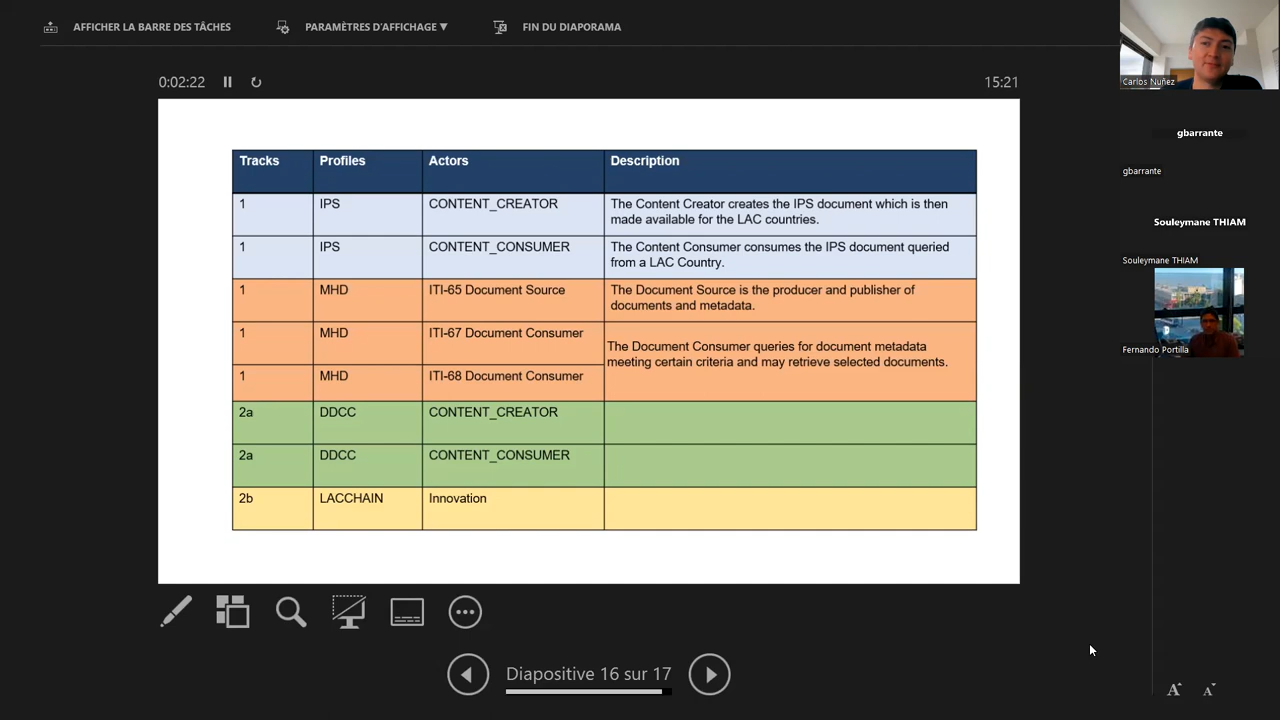 AFFICHER LA BARRE DES TÂCHES PARAMÈTRES D'AFFICHAGE ▼ FIN DU DIAPORAMA
0:02:22 15:21
Tracks Profiles Actors Description
1 IPS CONTENT_CREATOR The Content Creator creates the IPS document which is then
made available for the LAC countries.
1 IPS CONTENT_CONSUMER The Content Consumer consumes the IPS document queried
from a LAC Country.
1 MHD ITI-65 Document Source The Document Source is the producer and publisher of
documents and metadata.
1 MHD ITI-67 Document Consumer
The Document Consumer queries for document metadata
meeting certain criteria and may retrieve selected documents.
1 MHD ITI-68 Document Consumer
2a DDCC CONTENT_CREATOR
2a DDCC CONTENT_CONSUMER
2b LACCHAIN Innovation
Diapositive 16 sur 17
A A
Carlos Nuñez
gbarrante
gbarrante
Souleymane THIAM
Souleymane THIAM
Fernando Portilla